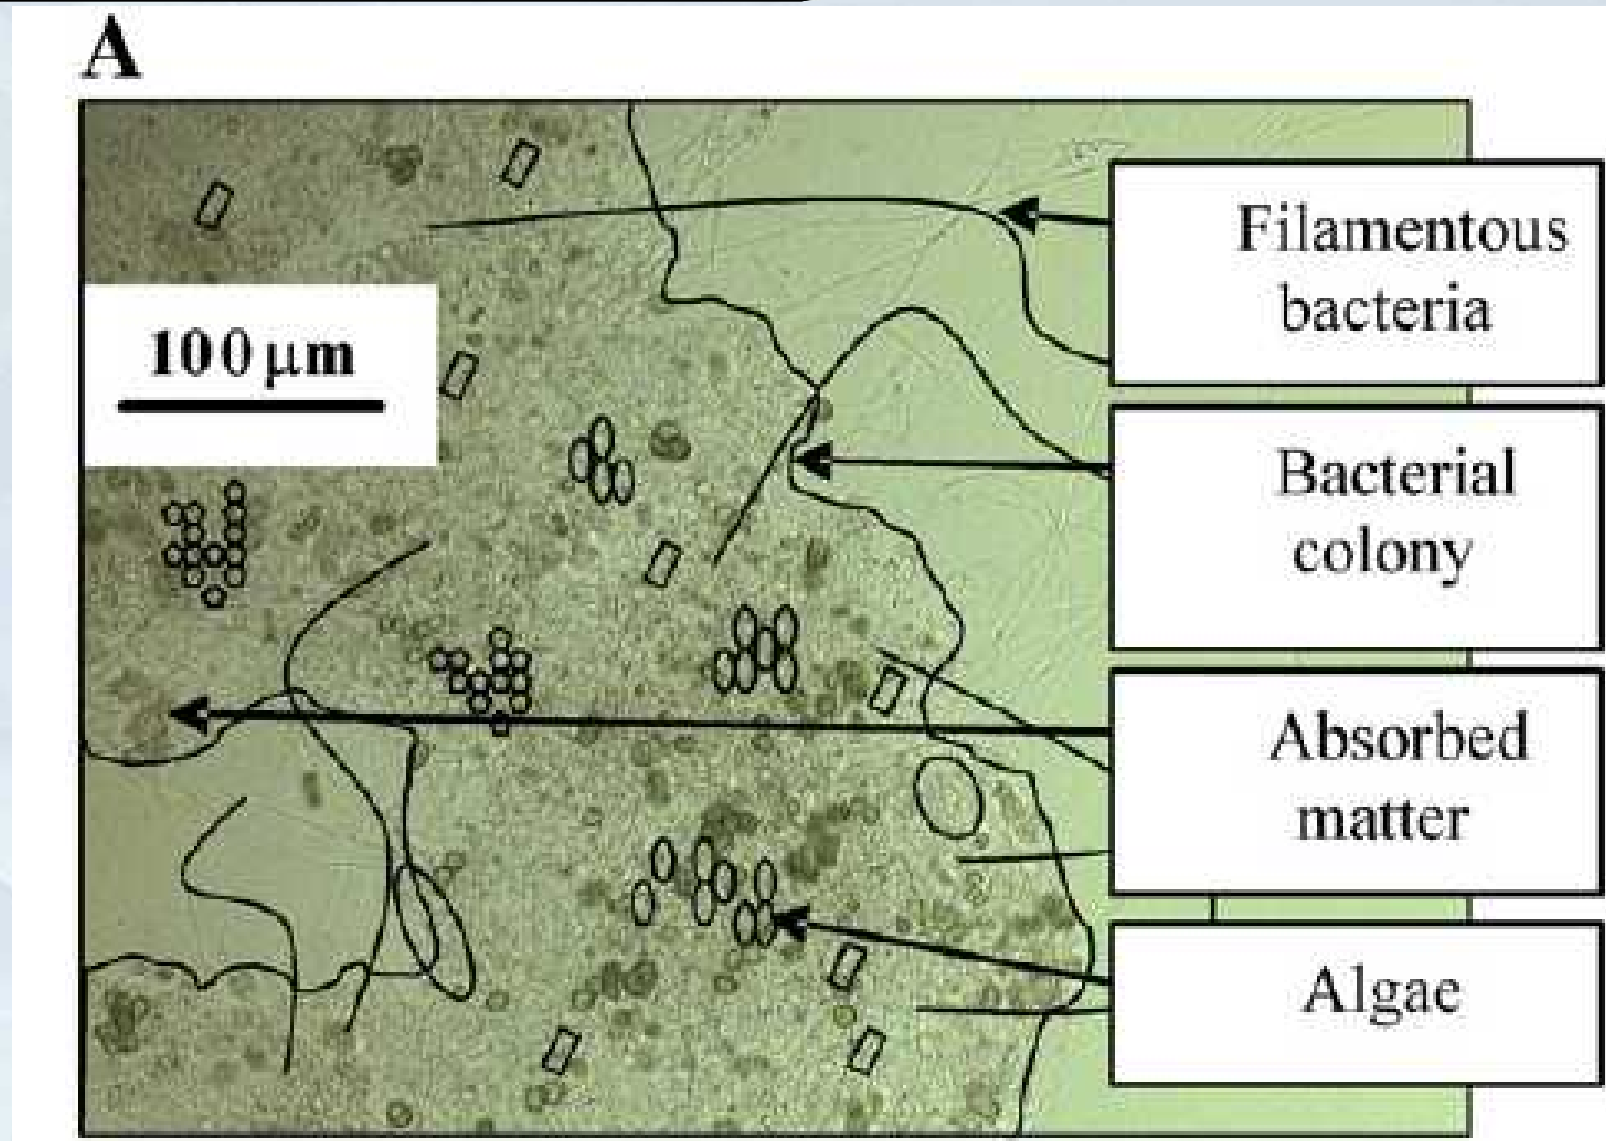 A
100 μm
Filamentous
bacteria
Bacterial
colony
Absorbed
matter
Algae